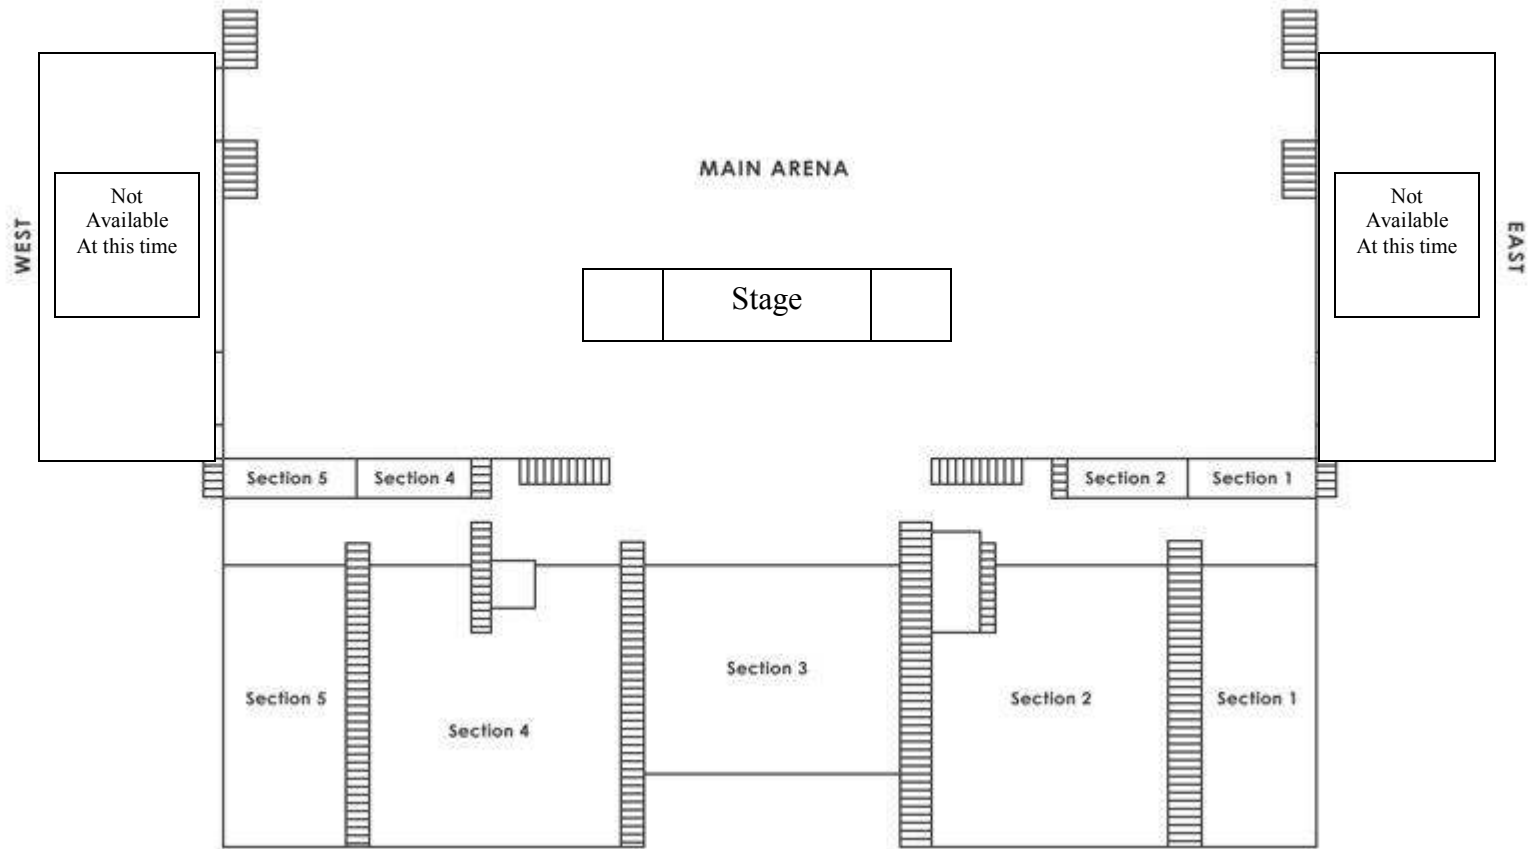 MAIN ARENA
Not
Available
At this time
Not
Available
At this time
WEST
EAST
Stage
Section 5
Section 4
Section 2
Section 1
Section 3
Section 5
Section 2
Section 1
Section 4